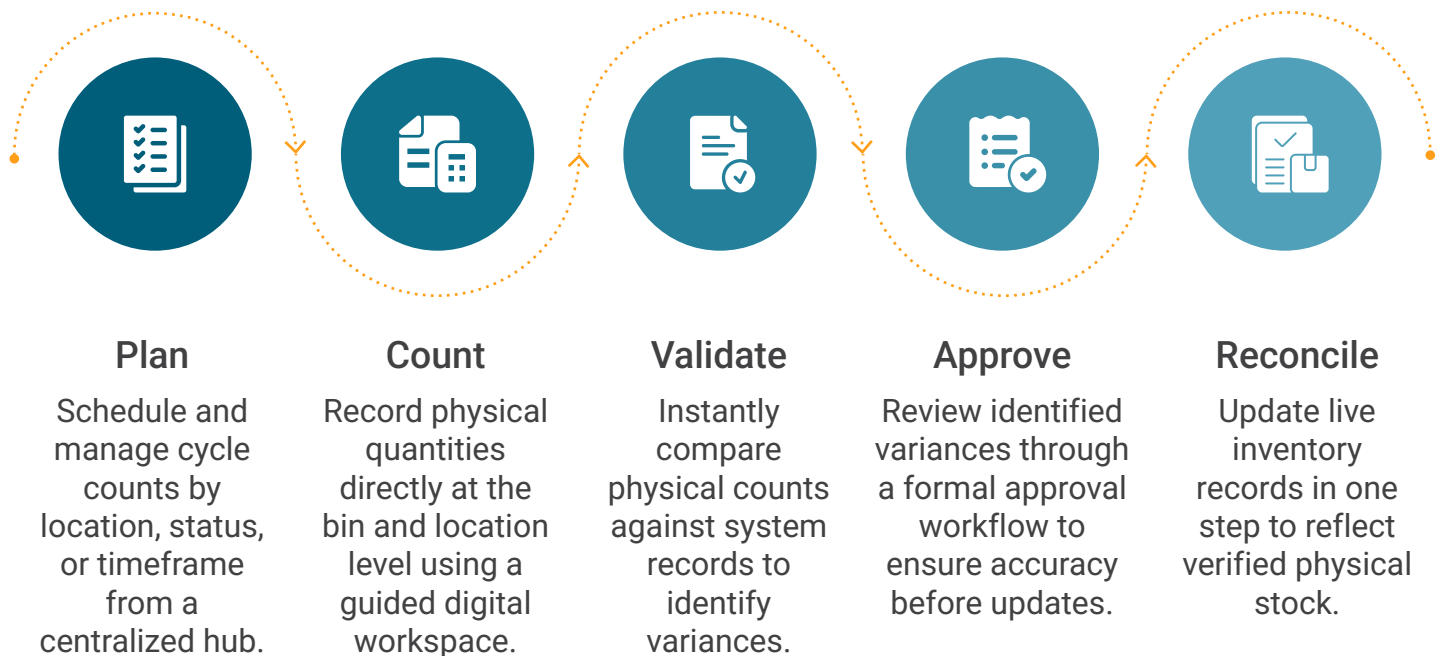 Plan
Schedule and
manage cycle
counts by
location, status,
or timeframe
from a
centralized hub.
Count
Record physical
quantities
directly at the
bin and location
level using a
guided digital
workspace.
Validate
Instantly
compare
physical counts
against system
records to
identify
variances.
Approve
Review identified
variances through
a formal approval
workflow to
ensure accuracy
before updates.
Reconcile
Update live
inventory
records in one
step to reflect
verified physical
stock.